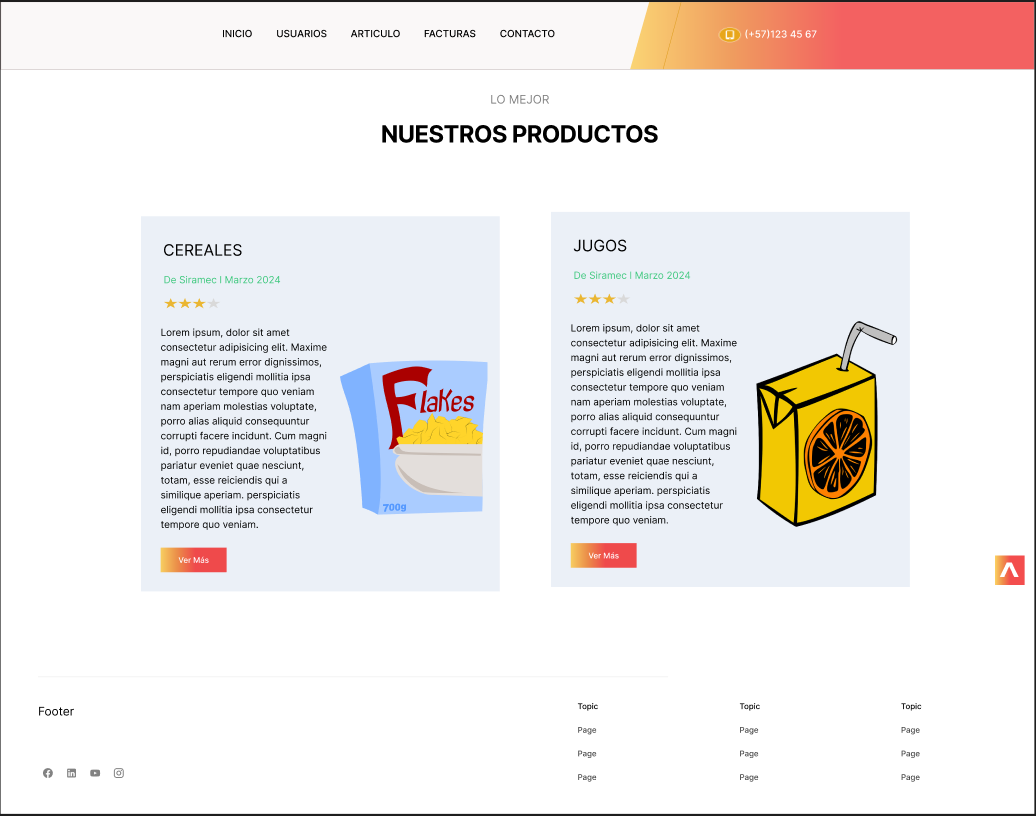 INICIO USUARIOS ARTICULO FACTURAS CONTACTO (+57)123 45 67
LO MEJOR
NUESTROS PRODUCTOS
CEREALES
De Siramec I Marzo 2024
Lorem ipsum, dolor sit amet
consectetur adipisicing elit. Maxime
magni aut rerum error dignissimos,
perspiciatis eligendi mollitia ipsa
consectetur tempore quo veniam
nam aperiam molestias voluptate,
porro alias aliquid consequuntur
corrupti facere incidunt. Cum magni
id, porro repudiandae voluptatibus
pariatur eveniet quae nesciunt,
totam, esse reiciendis qui a
similique aperiam. perspiciatis
eligendi mollitia ipsa consectetur
tempore quo veniam.
Flakes
700g
Ver Más
JUGOS
De Siramec I Marzo 2024
Lorem ipsum, dolor sit amet
consectetur adipisicing elit. Maxime
magni aut rerum error dignissimos,
perspiciatis eligendi mollitia ipsa
consectetur tempore quo veniam
nam aperiam molestias voluptate,
porro alias aliquid consequuntur
corrupti facere incidunt. Cum magni
id, porro repudiandae voluptatibus
pariatur eveniet quae nesciunt,
totam, esse reiciendis qui a
similique aperiam. perspiciatis
eligendi mollitia ipsa consectetur
tempore quo veniam.
Ver Más
Footer
Topic
Page
Page
Page
Topic
Page
Page
Page
Topic
Page
Page
Page